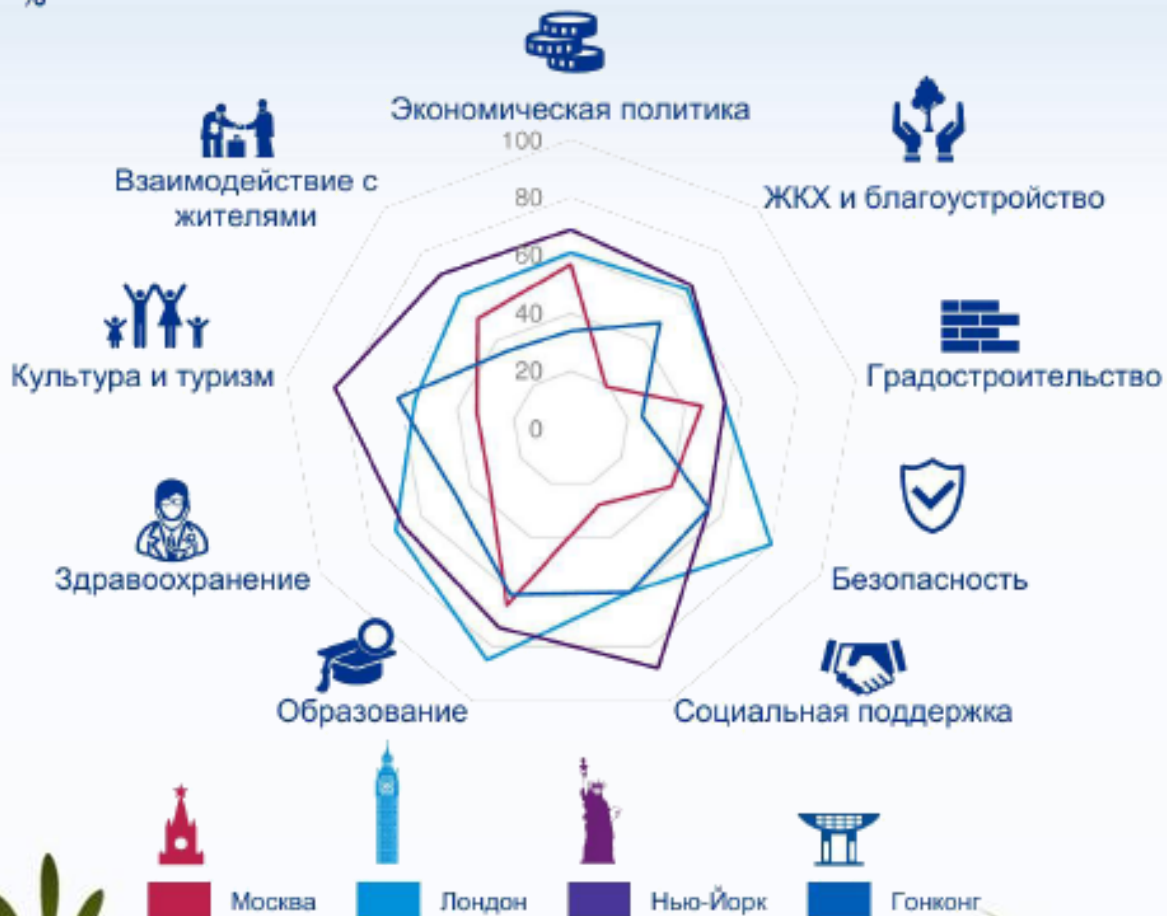 %
Экономическая политика
100
80
60
40
20
0
ЖКХ и благоустройство
Взаимодействие с
жителями
Культура и туризм
Градостроительство
Здравоохранение
Безопасность
Образование
Социальная поддержка
Москва
Лондон
Нью-Йорк
Гонконг